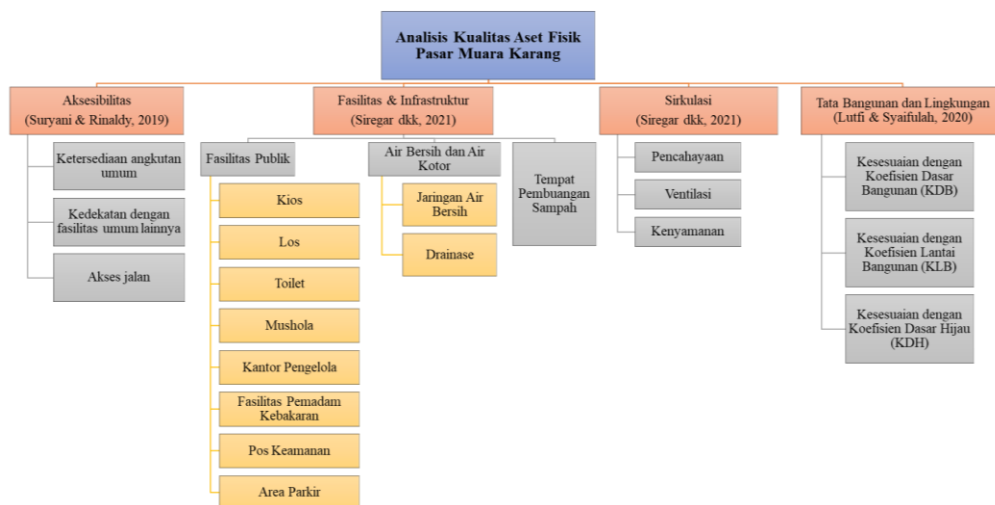 Analisis Kualitas Aset Fisik
Pasar Muara Karang
Aksesibilitas
(Suryani & Rinaldy, 2019)
Ketersediaan angkutan
umum
Kedekatan dengan
fasilitas umum lainnya
Akses jalan
Fasilitas & Infrastruktur
(Siregar dkk, 2021)
Fasilitas Publik
Kios
Los
Toilet
Mushola
Kantor Pengelola
Fasilitas Pemadam
Kebakaran
Pos Keamanan
Area Parkir
Air Bersih dan Air
Kotor
Jaringan Air
Bersih
Drainase
Tempat
Pembuangan
Sampah
Sirkulasi
(Siregar dkk, 2021)
Pencahayaan
Ventilasi
Kenyamanan
Tata Bangunan dan Lingkungan
(Lutfi & Syaifulah, 2020)
Kesesuaian dengan
Koefisien Dasar
Bangunan (KDB)
Kesesuaian dengan
Koefisien Lantai
Bangunan (KLB)
Kesesuaian dengan
Koefisien Dasar Hijau
(KDH)